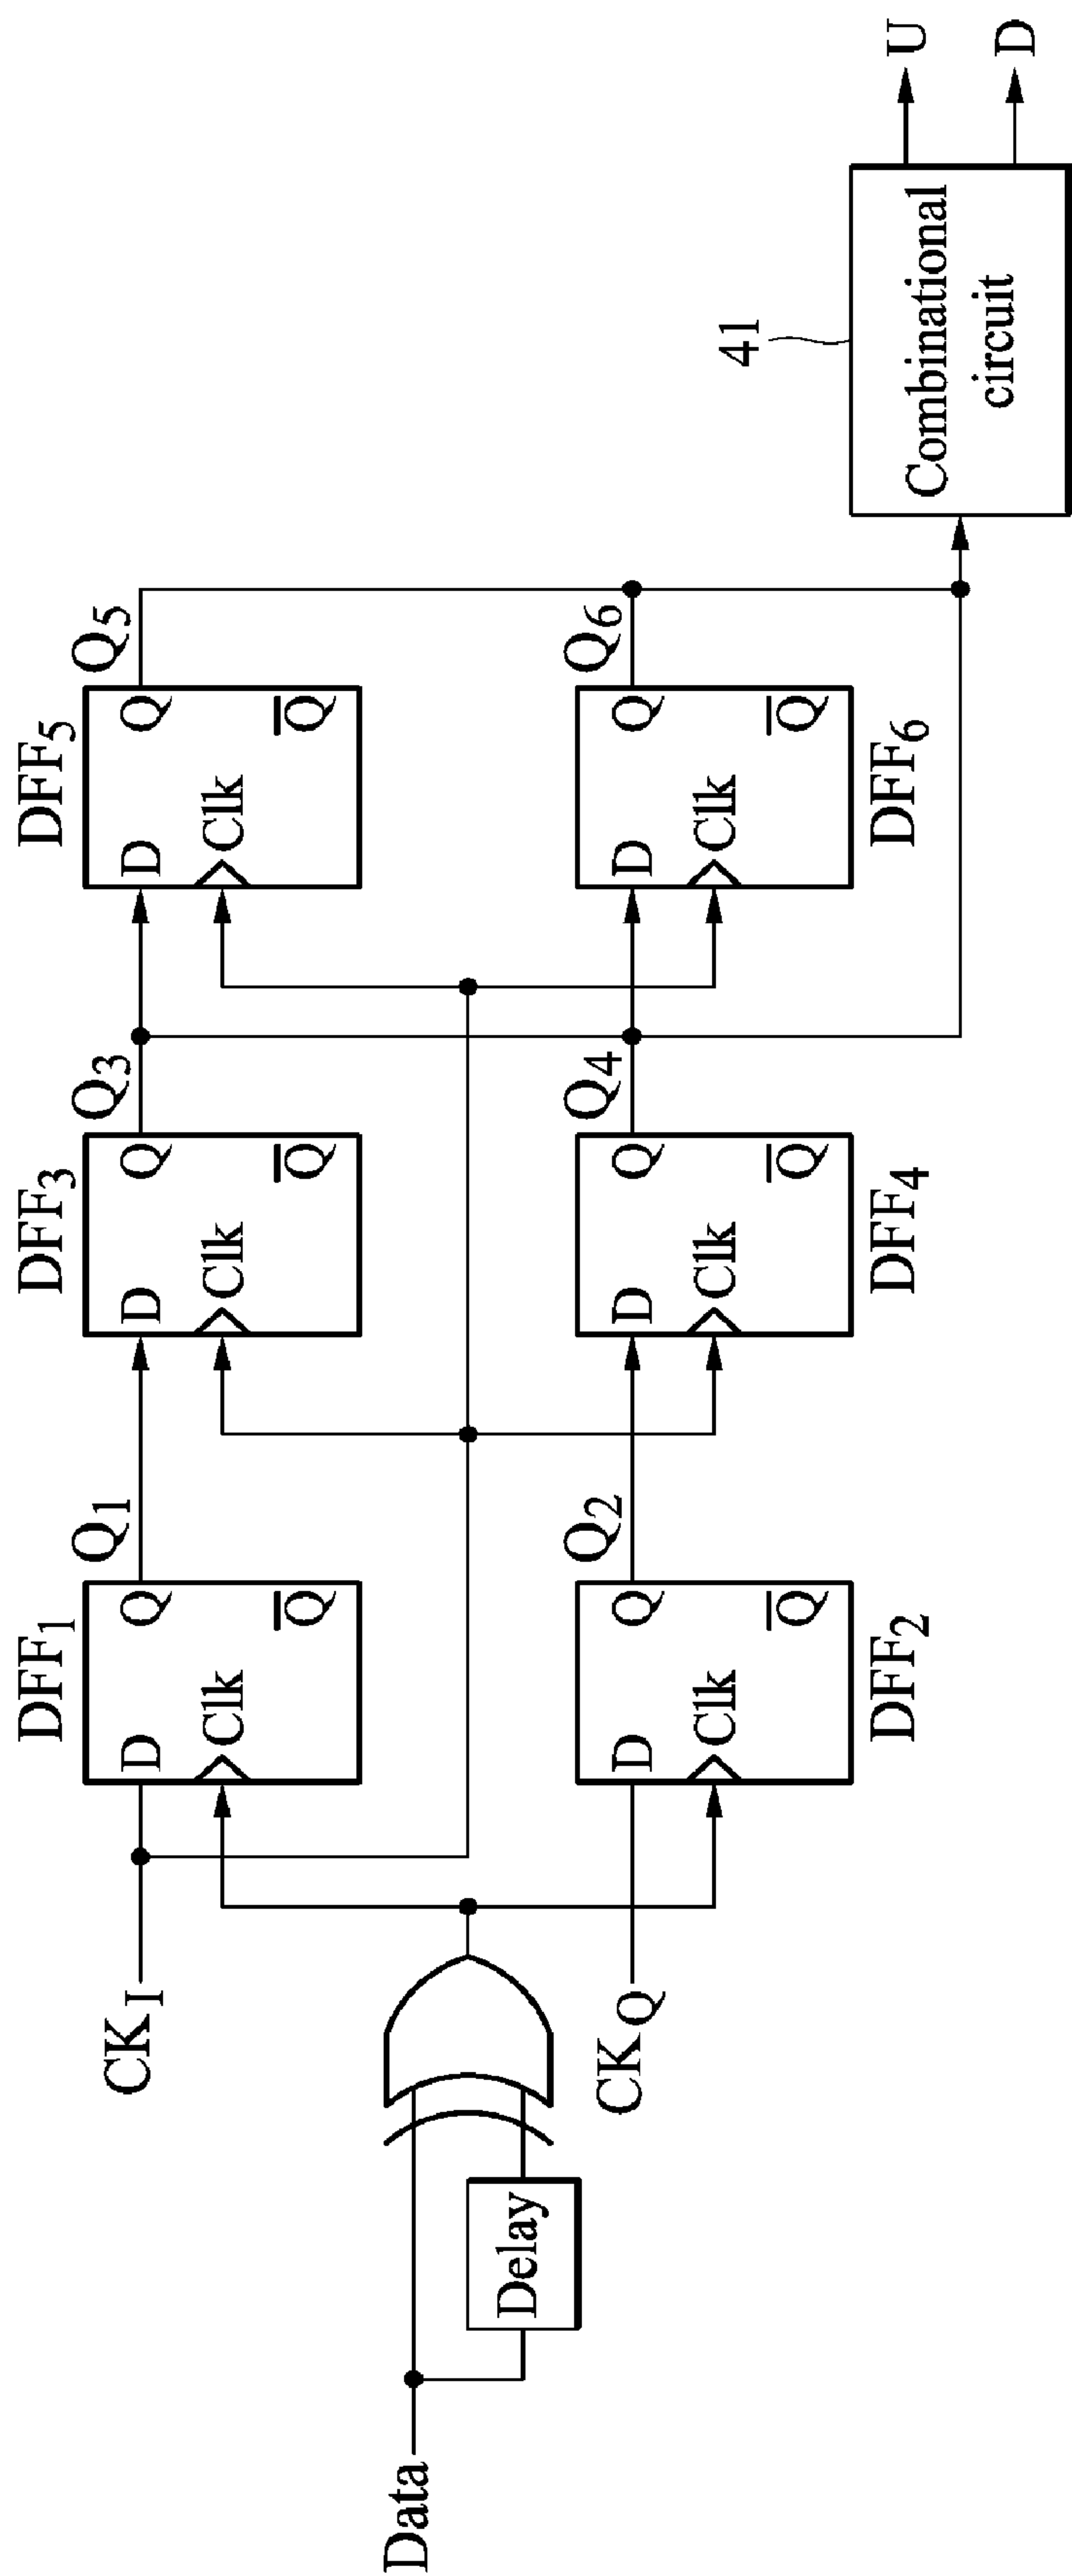 DFF1
DFF3
DFF5
CKI
D
Q
Q1
D
Q
Q3
D
Q
Q5
Clk
Q̅
Clk
Q̅
Clk
Q̅
Data
Delay
CKQ
D
Q
Q2
D
Q
Q4
D
Q
Q6
Clk
Q̅
Clk
Q̅
Clk
Q̅
DFF2
DFF4
DFF6
41
Combinational
circuit
U
D